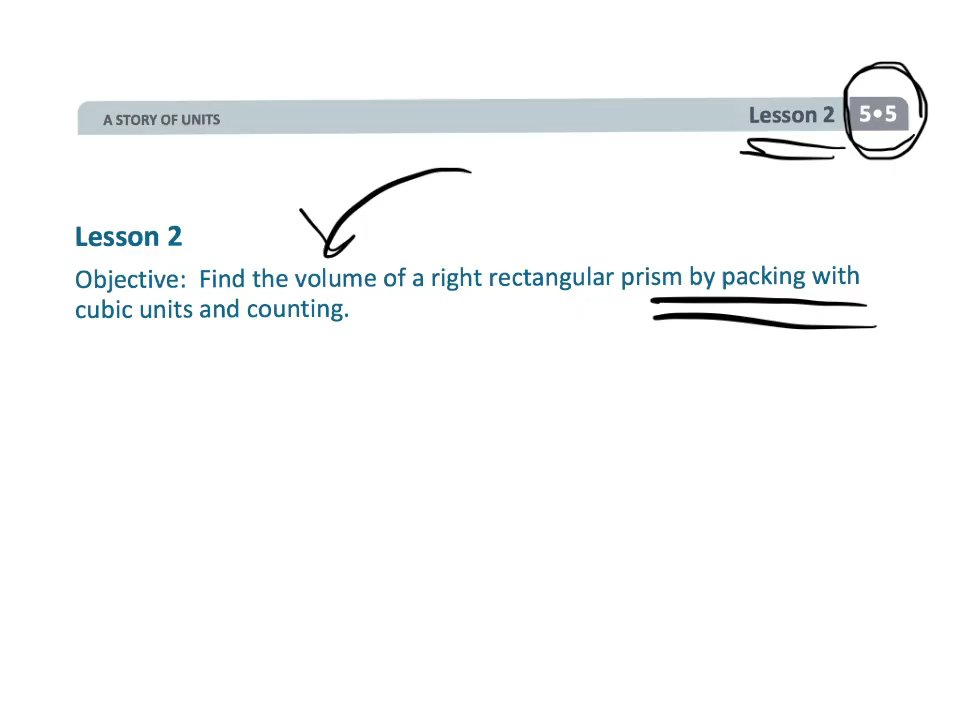 A STORY OF UNITS
Lesson 2 5•5
Lesson 2
Objective: Find the volume of a right rectangular prism by packing with
cubic units and counting.